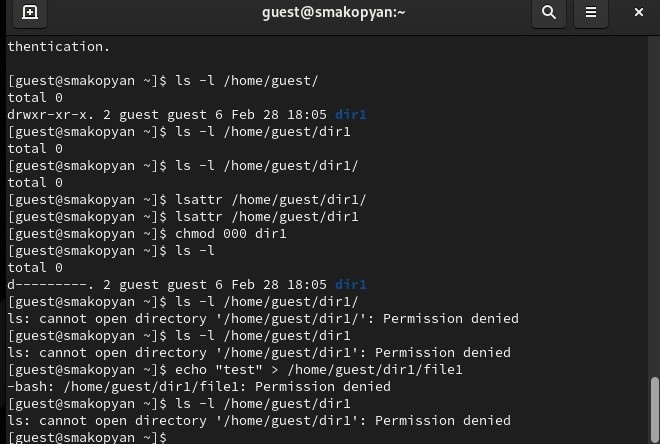 guest@smakopyan:~
thentication.
[guest@smakopyan ~]$ ls -l /home/guest/
total 0
drwxr-xr-x. 2 guest guest 6 Feb 28 18:05 dir1
[guest@smakopyan ~]$ ls -l /home/guest/dir1
total 0
[guest@smakopyan ~]$ ls -l /home/guest/dir1/
total 0
[guest@smakopyan ~]$ lsattr /home/guest/dir1/
[guest@smakopyan ~]$ lsattr /home/guest/dir1
[guest@smakopyan ~]$ chmod 000 dir1
[guest@smakopyan ~]$ ls -l
total 0
d---------. 2 guest guest 6 Feb 28 18:05 dir1
[guest@smakopyan ~]$ ls -l /home/guest/dir1/
ls: cannot open directory '/home/guest/dir1/': Permission denied
[guest@smakopyan ~]$ ls -l /home/guest/dir1
ls: cannot open directory '/home/guest/dir1': Permission denied
[guest@smakopyan ~]$ echo "test" > /home/guest/dir1/file1
-bash: /home/guest/dir1/file1: Permission denied
[guest@smakopyan ~]$ ls -l /home/guest/dir1
ls: cannot open directory '/home/guest/dir1': Permission denied
[guest@smakopyan ~]$